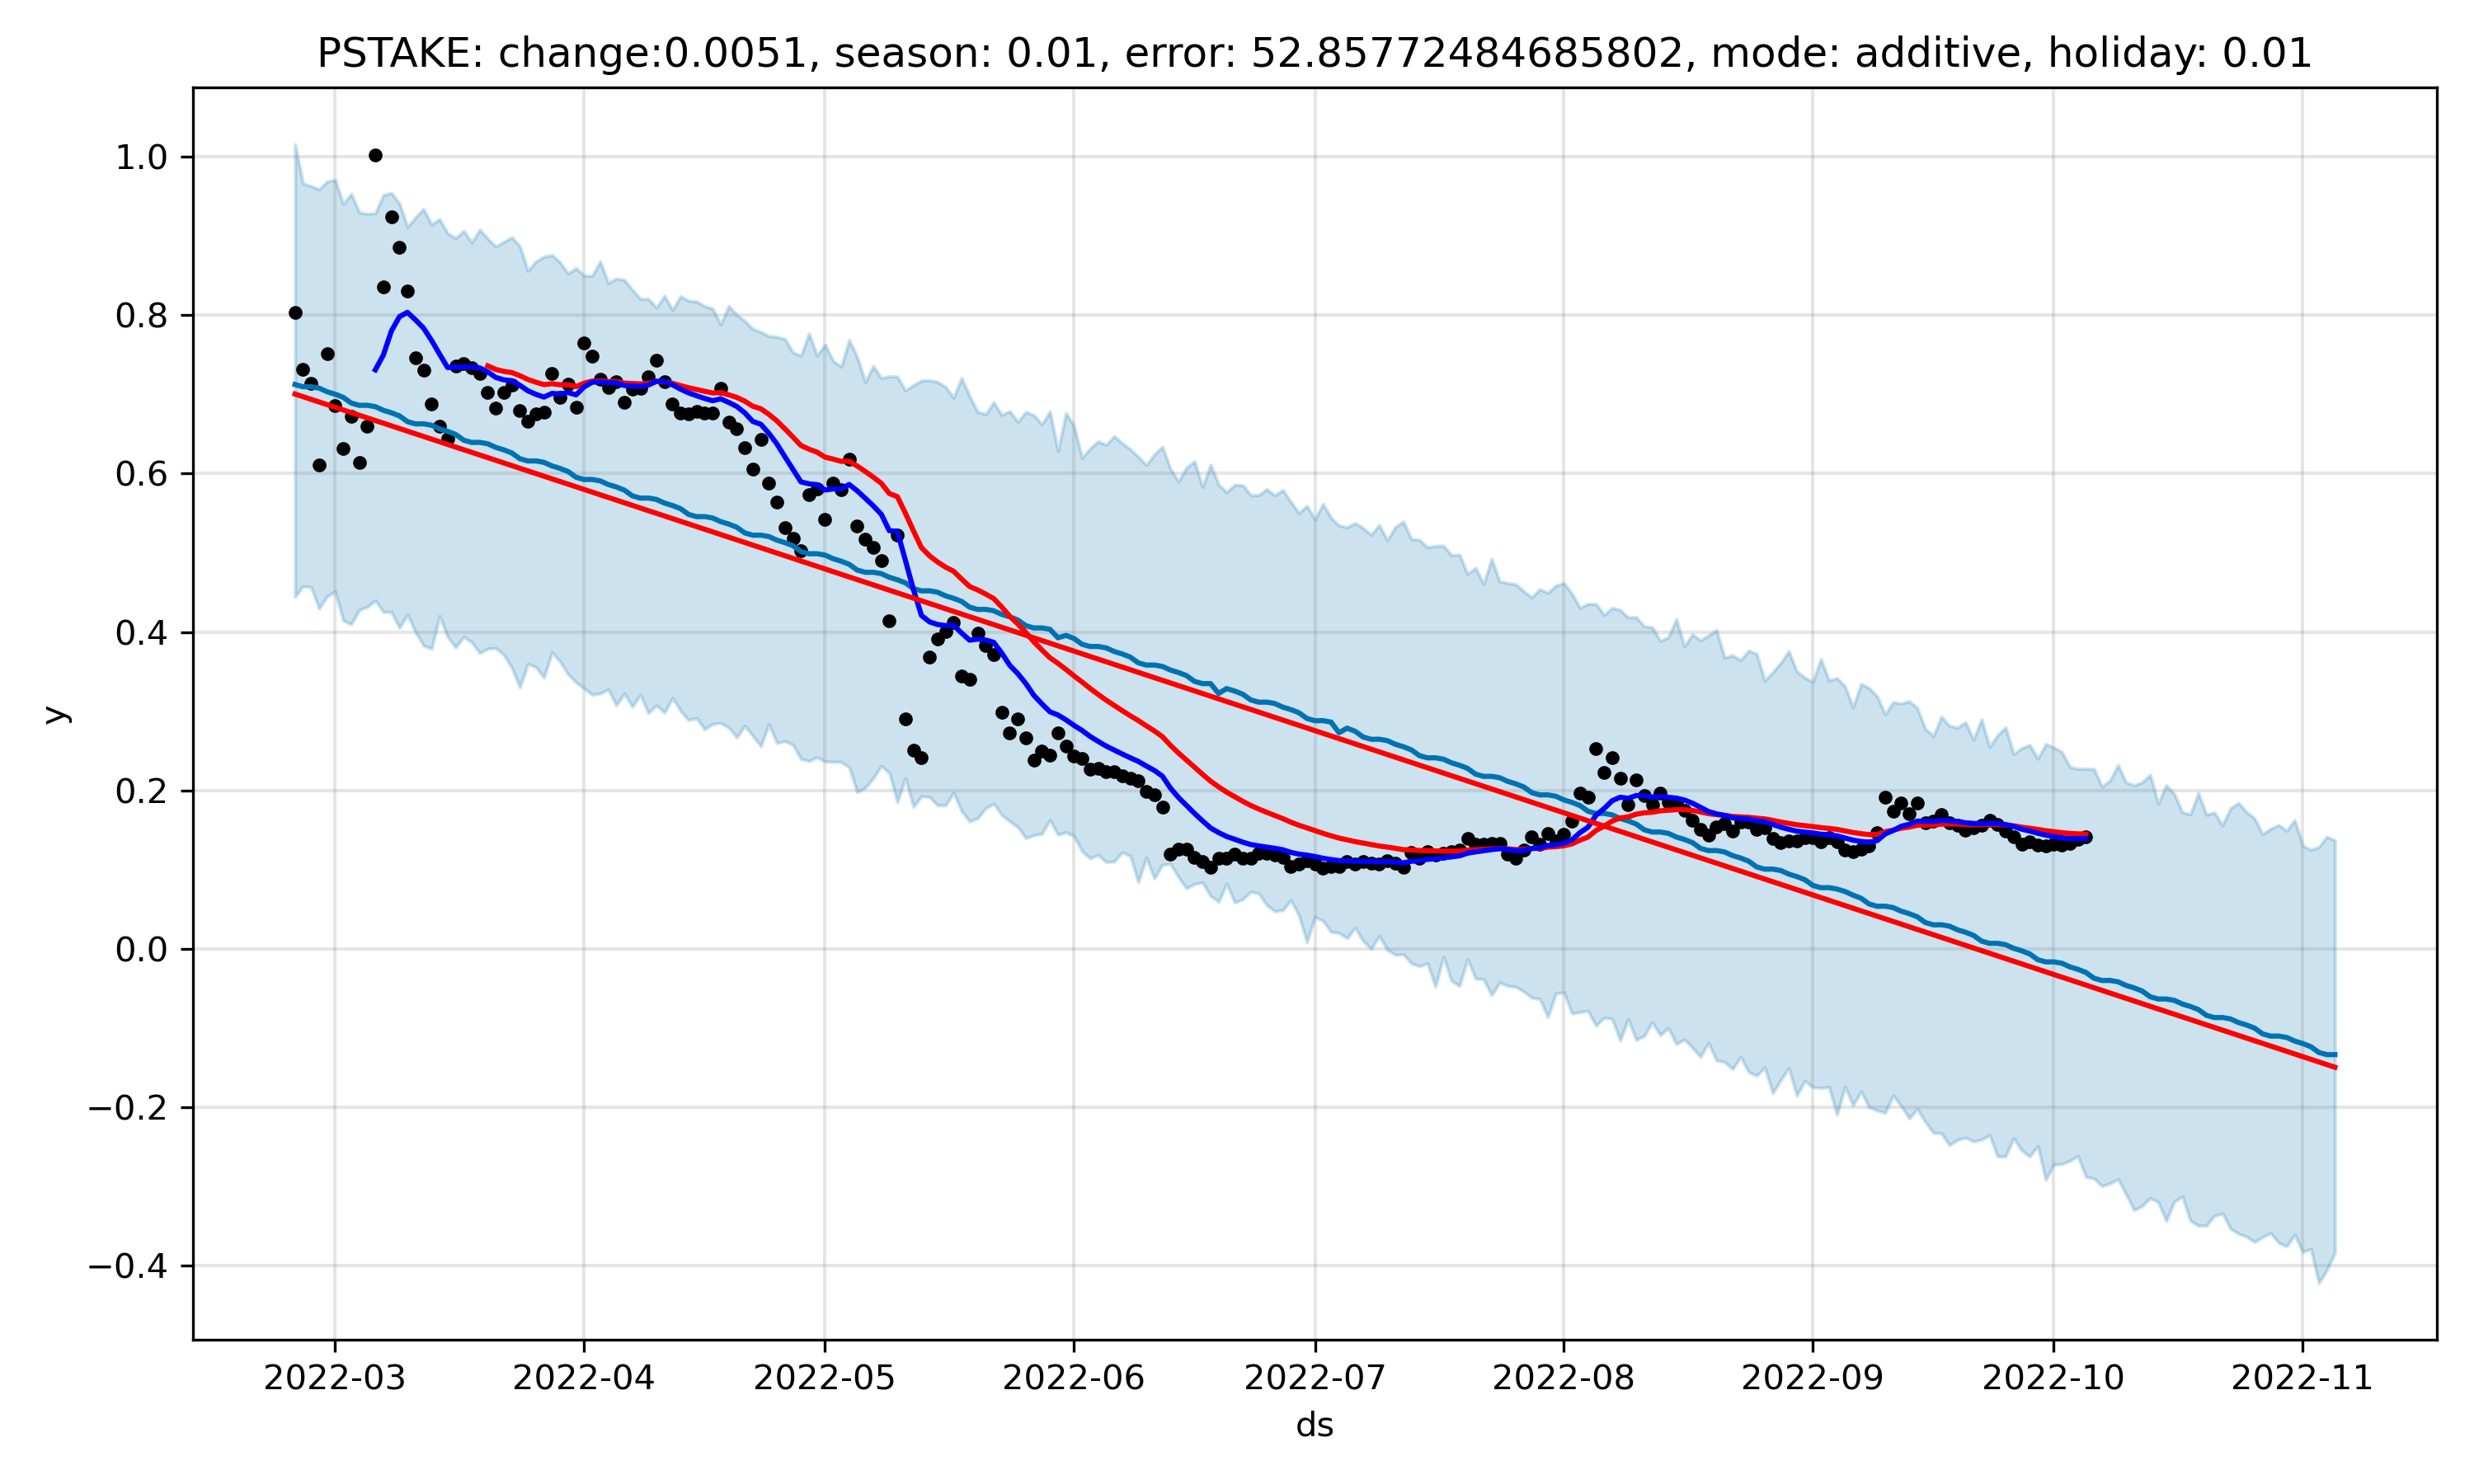 PSTAKE: change:0.0051, season: 0.01, error: 52.85772484685802, mode: additive, holiday: 0.01
1.0
0.8
0.6
0.4
0.2
0.0
−0.2
−0.4
y
2022-03 2022-04 2022-05 2022-06 2022-07 2022-08 2022-09 2022-10 2022-11
ds